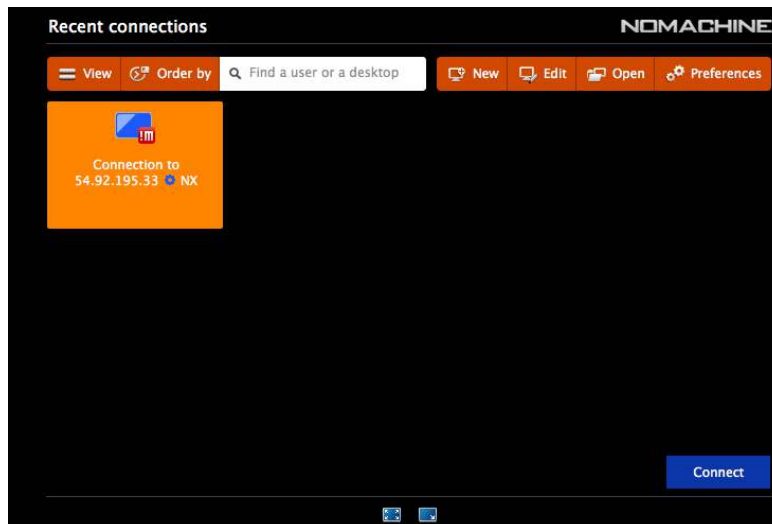 Recent connections
NOMACHINE
View
Order by
Find a user or a desktop
New
Edit
Open
Preferences
!m
Connection to
54.92.195.33 NX
Connect